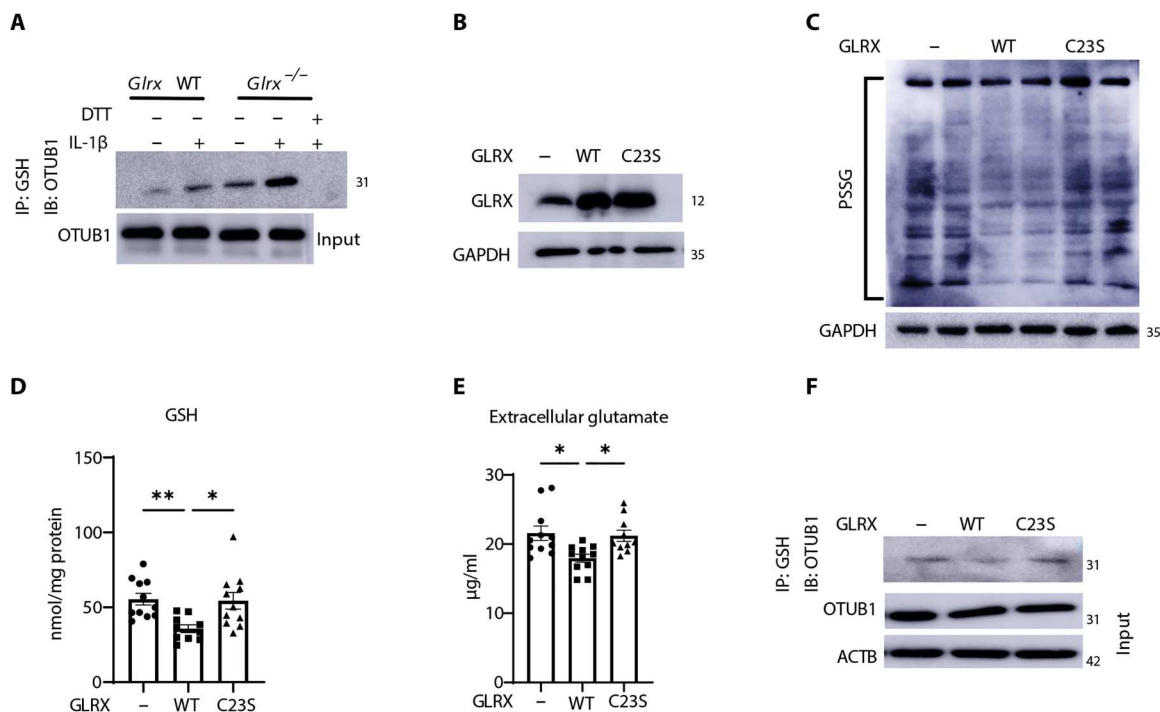 A
Glrx WT Glrx −/−
DTT +
IL-1β – + – + +
IP: GSH
IB: OTUB1
31
OTUB1 Input
B
GLRX – WT C23S
GLRX 12
GAPDH 35
C
GLRX – WT C23S
PSSG
GAPDH 35
D
GSH
** *
nmol/mg protein
150
100
50
0
GLRX – WT C23S
E
Extracellular glutamate
* *
µg/ml
30
20
10
0
GLRX – WT C23S
F
GLRX – WT C23S
IP: GSH
IB: OTUB1
31
OTUB1 31
ACTB 42
Input